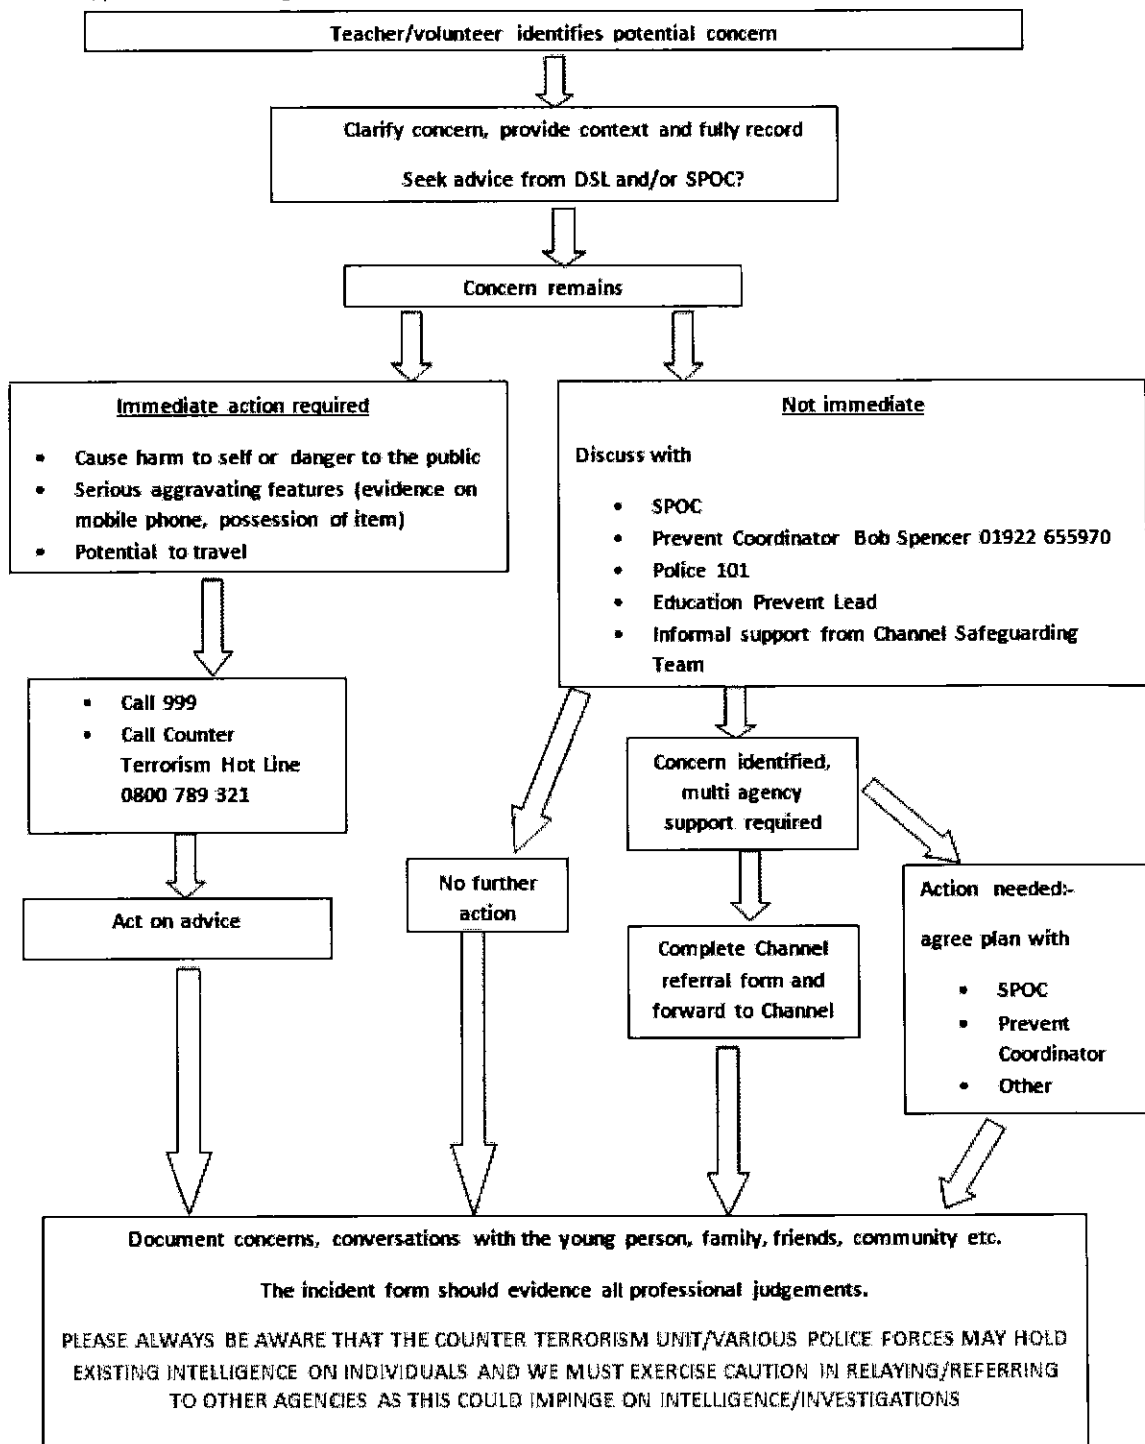 Teacher/volunteer identifies potential concern
Clarify concern, provide context and fully record
Seek advice from DSL and/or SPOC?
Concern remains
Immediate action required
• Cause harm to self or danger to the public
• Serious aggravating features (evidence on
mobile phone, possession of item)
• Potential to travel
Not immediate
Discuss with
• SPOC
• Prevent Coordinator Bob Spencer 01922 655970
• Police 101
• Education Prevent Lead
• Informal support from Channel Safeguarding
Team
• Call 999
• Call Counter
Terrorism Hot Line
0800 789 321
Concern identified,
multi agency
support required
No further
action
Action needed:-
agree plan with
• SPOC
• Prevent
Coordinator
• Other
Act on advice
Complete Channel
referral form and
forward to Channel
Document concerns, conversations with the young person, family, friends, community etc.
The incident form should evidence all professional judgements.
PLEASE ALWAYS BE AWARE THAT THE COUNTER TERRORISM UNIT/VARIOUS POLICE FORCES MAY HOLD
EXISTING INTELLIGENCE ON INDIVIDUALS AND WE MUST EXERCISE CAUTION IN RELAYING/REFERRING
TO OTHER AGENCIES AS THIS COULD IMPINGE ON INTELLIGENCE/INVESTIGATIONS